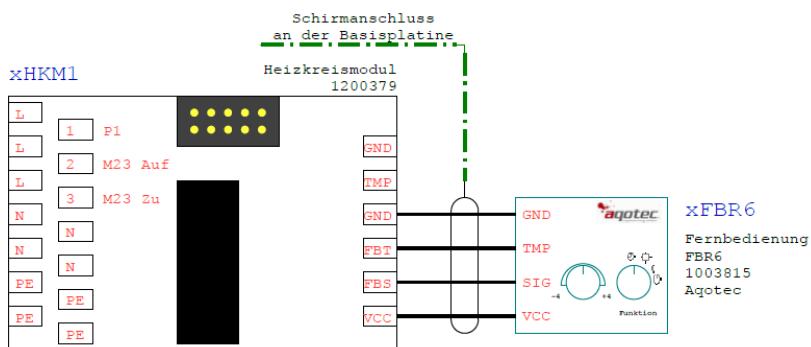 Schirmanschluss
an der Basisplatine
xHKM1
Heizkreismodul
1200379
L
L
L
N
N
PE
PE
1 P1
2 M23 Auf
3 M23 Zu
N
N
PE
PE
GND
TMP
GND
FBT
FBS
VCC
GND
TMP
SIG
VCC
aqotec
-4
+4
Funktion
xFBR6
Fernbedienung
FBR6
1003815
Aqotec